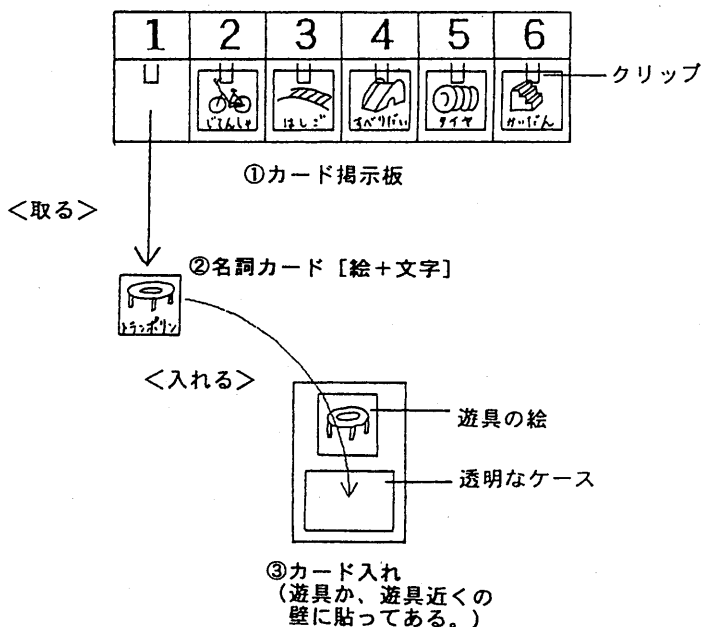 1 2 3 4 5 6
クリップ
じてんしゃ はしご すべりだい タイヤ かいだん
①カード掲示板
<取る>
②名詞カード［絵＋文字］
トランポリン
<入れる>
遊具の絵
透明なケース
③カード入れ
（遊具か、遊具近くの
壁に貼ってある。）